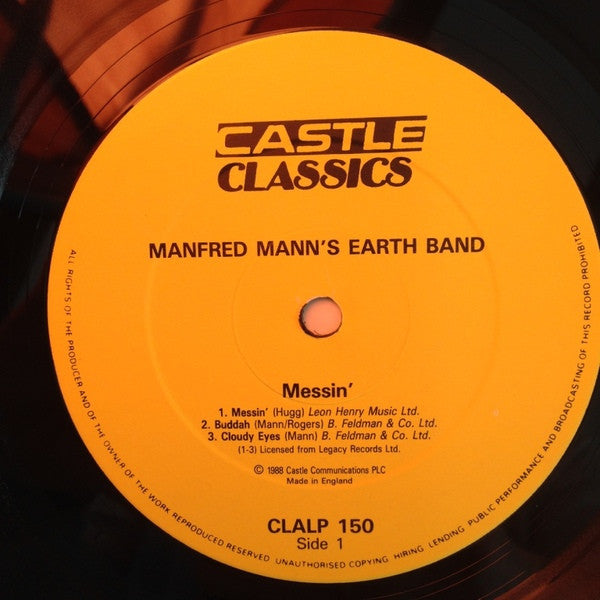 CASTLE
CLASSICS
MANFRED MANN'S EARTH BAND
Messin'
1. Messin' (Hugg) Leon Henry Music Ltd.
2. Buddah (Mann/Rogers) B. Feldman & Co. Ltd.
3. Cloudy Eyes (Mann) B. Feldman & Co. Ltd.
(1-3) Licensed from Legacy Records Ltd.
© 1988 Castle Communications PLC
Made in England
CLALP 150
Side 1
ALL RIGHTS OF THE PRODUCER AND OF THE OWNER OF THE WORK REPRODUCED RESERVED. UNAUTHORISED COPYING, HIRING, LENDING, PUBLIC PERFORMANCE AND BROADCASTING OF THIS RECORD PROHIBITED